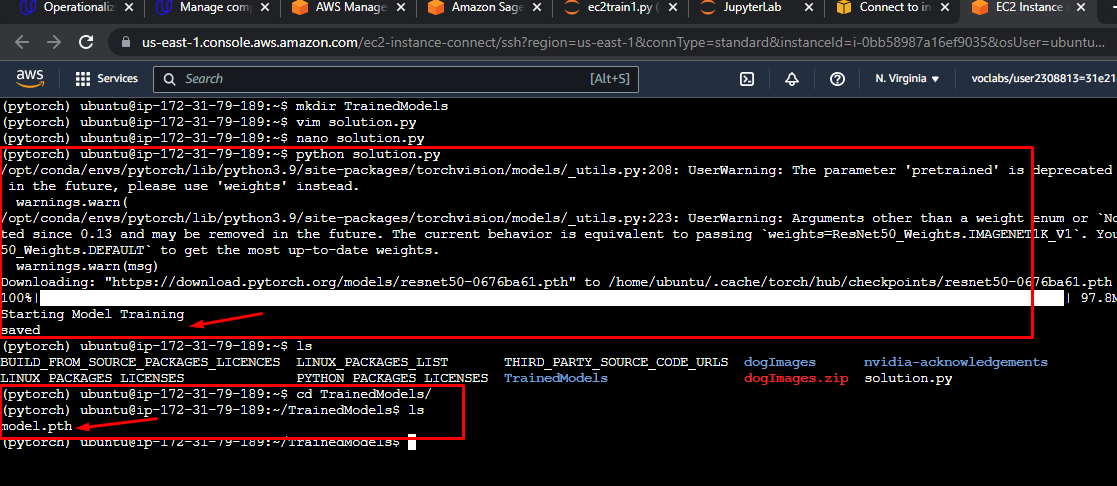 Operationaliz
Manage comp
AWS Manage
Amazon Sage
ec2train1.py (
JupyterLab
Connect to in
EC2 Instance
us-east-1.console.aws.amazon.com/ec2-instance-connect/ssh?region=us-east-1&connType=standard&instanceId=i-0bb58987a16ef9035&osUser=ubuntu...
aws Services Search [Alt+S] N. Virginia voclabs/user2308813=31e21
(pytorch) ubuntu@ip-172-31-79-189:~$ mkdir TrainedModels
(pytorch) ubuntu@ip-172-31-79-189:~$ vim solution.py
(pytorch) ubuntu@ip-172-31-79-189:~$ nano solution.py
(pytorch) ubuntu@ip-172-31-79-189:~$ python solution.py
/opt/conda/envs/pytorch/lib/python3.9/site-packages/torchvision/models/_utils.py:208: UserWarning: The parameter 'pretrained' is deprecated
in the future, please use 'weights' instead.
warnings.warn(
/opt/conda/envs/pytorch/lib/python3.9/site-packages/torchvision/models/_utils.py:223: UserWarning: Arguments other than a weight enum or `No
ted since 0.13 and may be removed in the future. The current behavior is equivalent to passing `weights=ResNet50_Weights.IMAGENET1K_V1`. You
50_Weights.DEFAULT` to get the most up-to-date weights.
warnings.warn(msg)
Downloading: "https://download.pytorch.org/models/resnet50-0676ba61.pth" to /home/ubuntu/.cache/torch/hub/checkpoints/resnet50-0676ba61.pth
100%| | 97.8M
Starting Model Training
saved
(pytorch) ubuntu@ip-172-31-79-189:~$ ls
BUILD_FROM_SOURCE_PACKAGES_LICENCES LINUX_PACKAGES_LIST THIRD_PARTY_SOURCE_CODE_URLS dogImages nvidia-acknowledgements
LINUX_PACKAGES_LICENSES PYTHON_PACKAGES_LICENSES TrainedModels dogImages.zip solution.py
(pytorch) ubuntu@ip-172-31-79-189:~$ cd TrainedModels/
(pytorch) ubuntu@ip-172-31-79-189:~/TrainedModels$ ls
model.pth
(pytorch) ubuntu@ip-172-31-79-189:~/TrainedModels$